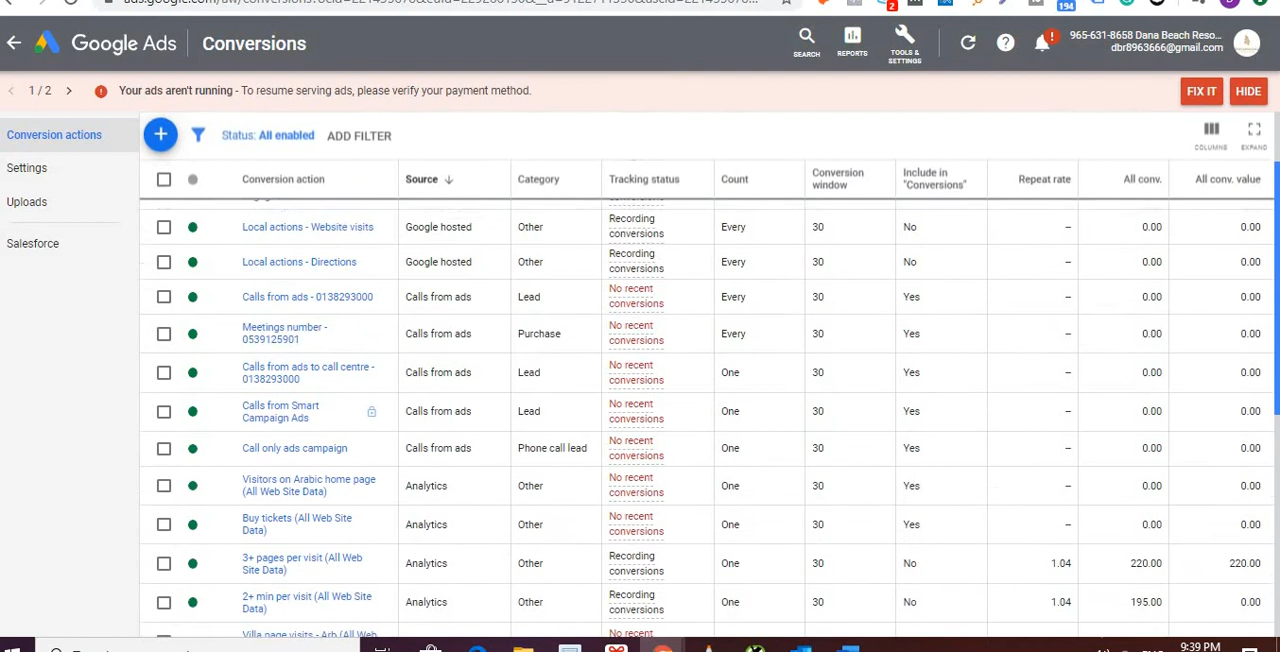 194
2
Google Ads
Conversions
SEARCH
REPORTS
TOOLS &
SETTINGS
965-631-8658 Dana Beach Reso...
dbr8963666@gmail.com
1 / 2
Your ads aren't running - To resume serving ads, please verify your payment method.
FIX IT
HIDE
Conversion actions
Settings
Uploads
Salesforce
Status: All enabled
ADD FILTER
COLUMNS
EXPAND
Conversion action
Source
Category
Tracking status
Count
Conversion
window
Include in
"Conversions"
Repeat rate
All conv.
All conv. value
conversions
Local actions - Website visits
Google hosted
Other
Recording
conversions
Every
30
No
–
0.00
0.00
Local actions - Directions
Google hosted
Other
Recording
conversions
Every
30
No
–
0.00
0.00
Calls from ads - 0138293000
Calls from ads
Lead
No recent
conversions
Every
30
Yes
–
0.00
0.00
Meetings number -
0539125901
Calls from ads
Purchase
No recent
conversions
Every
30
Yes
–
0.00
0.00
Calls from ads to call centre -
0138293000
Calls from ads
Lead
No recent
conversions
One
30
Yes
–
0.00
0.00
Calls from Smart
Campaign Ads
Calls from ads
Lead
No recent
conversions
One
30
Yes
–
0.00
0.00
Call only ads campaign
Calls from ads
Phone call lead
No recent
conversions
One
30
Yes
–
0.00
0.00
Visitors on Arabic home page
(All Web Site Data)
Analytics
Other
No recent
conversions
One
30
Yes
–
0.00
0.00
Buy tickets (All Web Site
Data)
Analytics
Other
No recent
conversions
One
30
Yes
–
0.00
0.00
3+ pages per visit (All Web
Site Data)
Analytics
Other
Recording
conversions
One
30
No
1.04
220.00
220.00
2+ min per visit (All Web Site
Data)
Analytics
Other
Recording
conversions
One
30
No
1.04
195.00
0.00
Villa page visits - Arb (All Web
No recent
9:39 PM